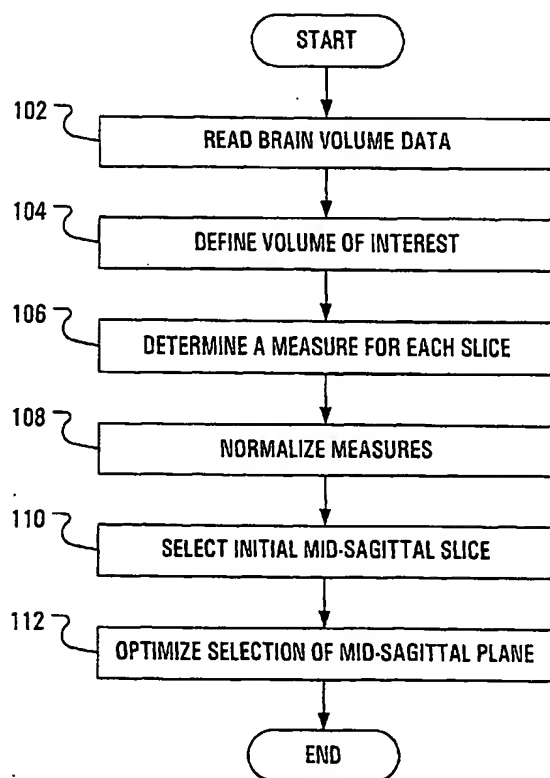 START
102
READ BRAIN VOLUME DATA
104
DEFINE VOLUME OF INTEREST
106
DETERMINE A MEASURE FOR EACH SLICE
108
NORMALIZE MEASURES
110
SELECT INITIAL MID-SAGITTAL SLICE
112
OPTIMIZE SELECTION OF MID-SAGITTAL PLANE
END